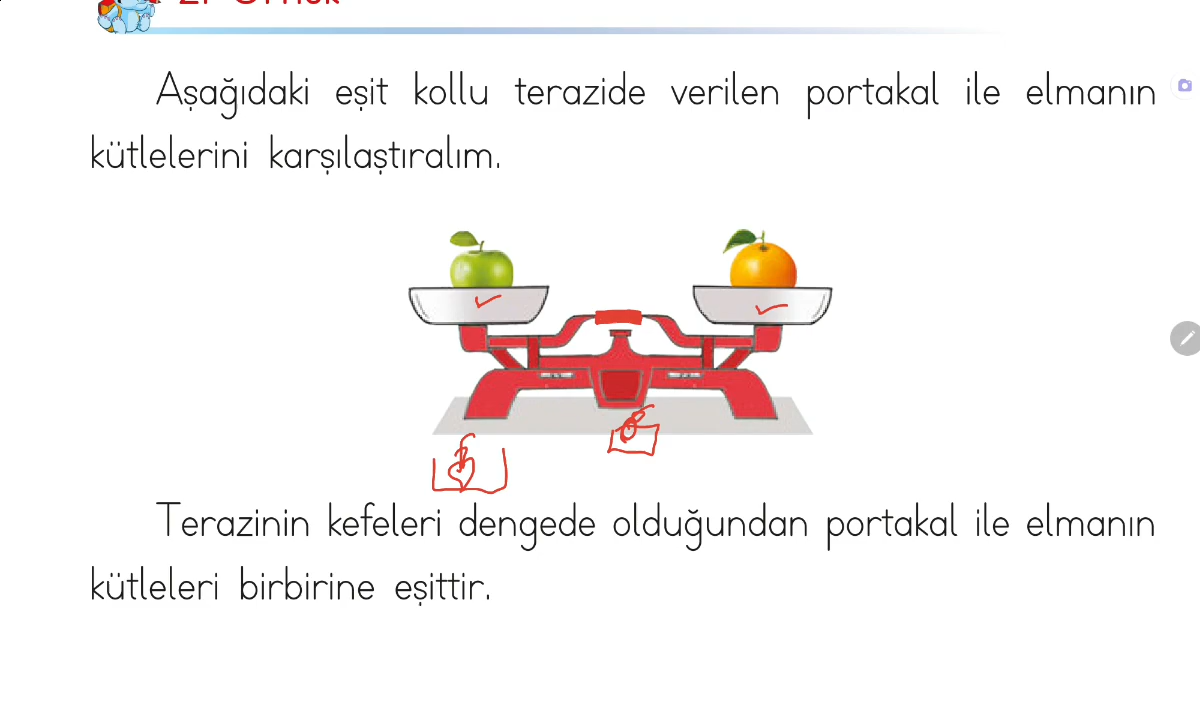 Aşağıdaki eşit kollu terazide verilen portakal ile elmanın
kütlelerini karşılaştıralım.
Terazinin kefeleri dengede olduğundan portakal ile elmanın
kütleleri birbirine eşittir.